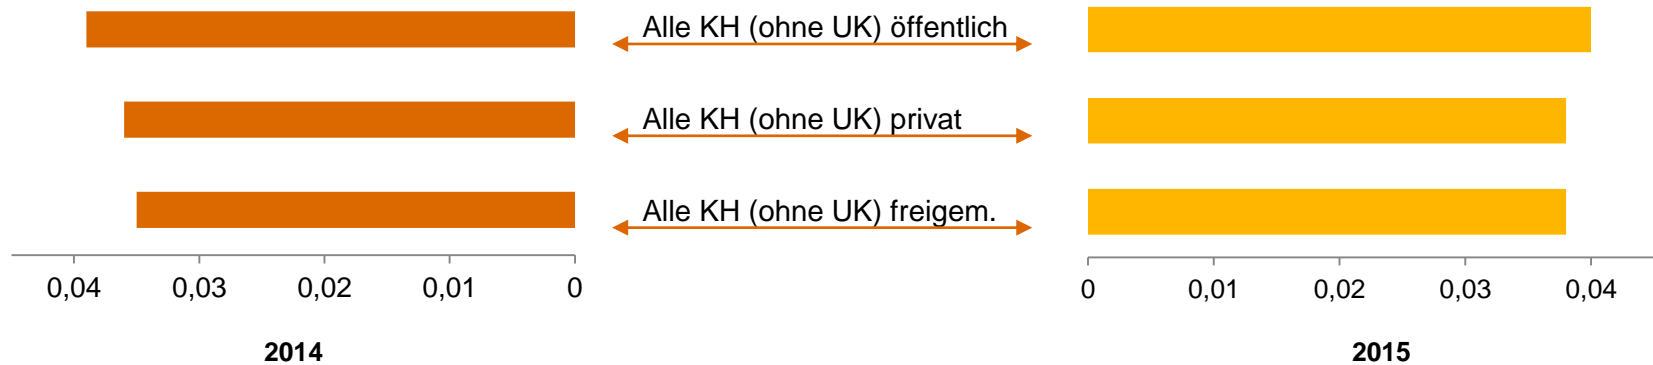 Alle KH (ohne UK) öffentlich
Alle KH (ohne UK) privat
Alle KH (ohne UK) freigem.
0,04 0,03 0,02 0,01 0
0 0,01 0,02 0,03 0,04
2014
2015